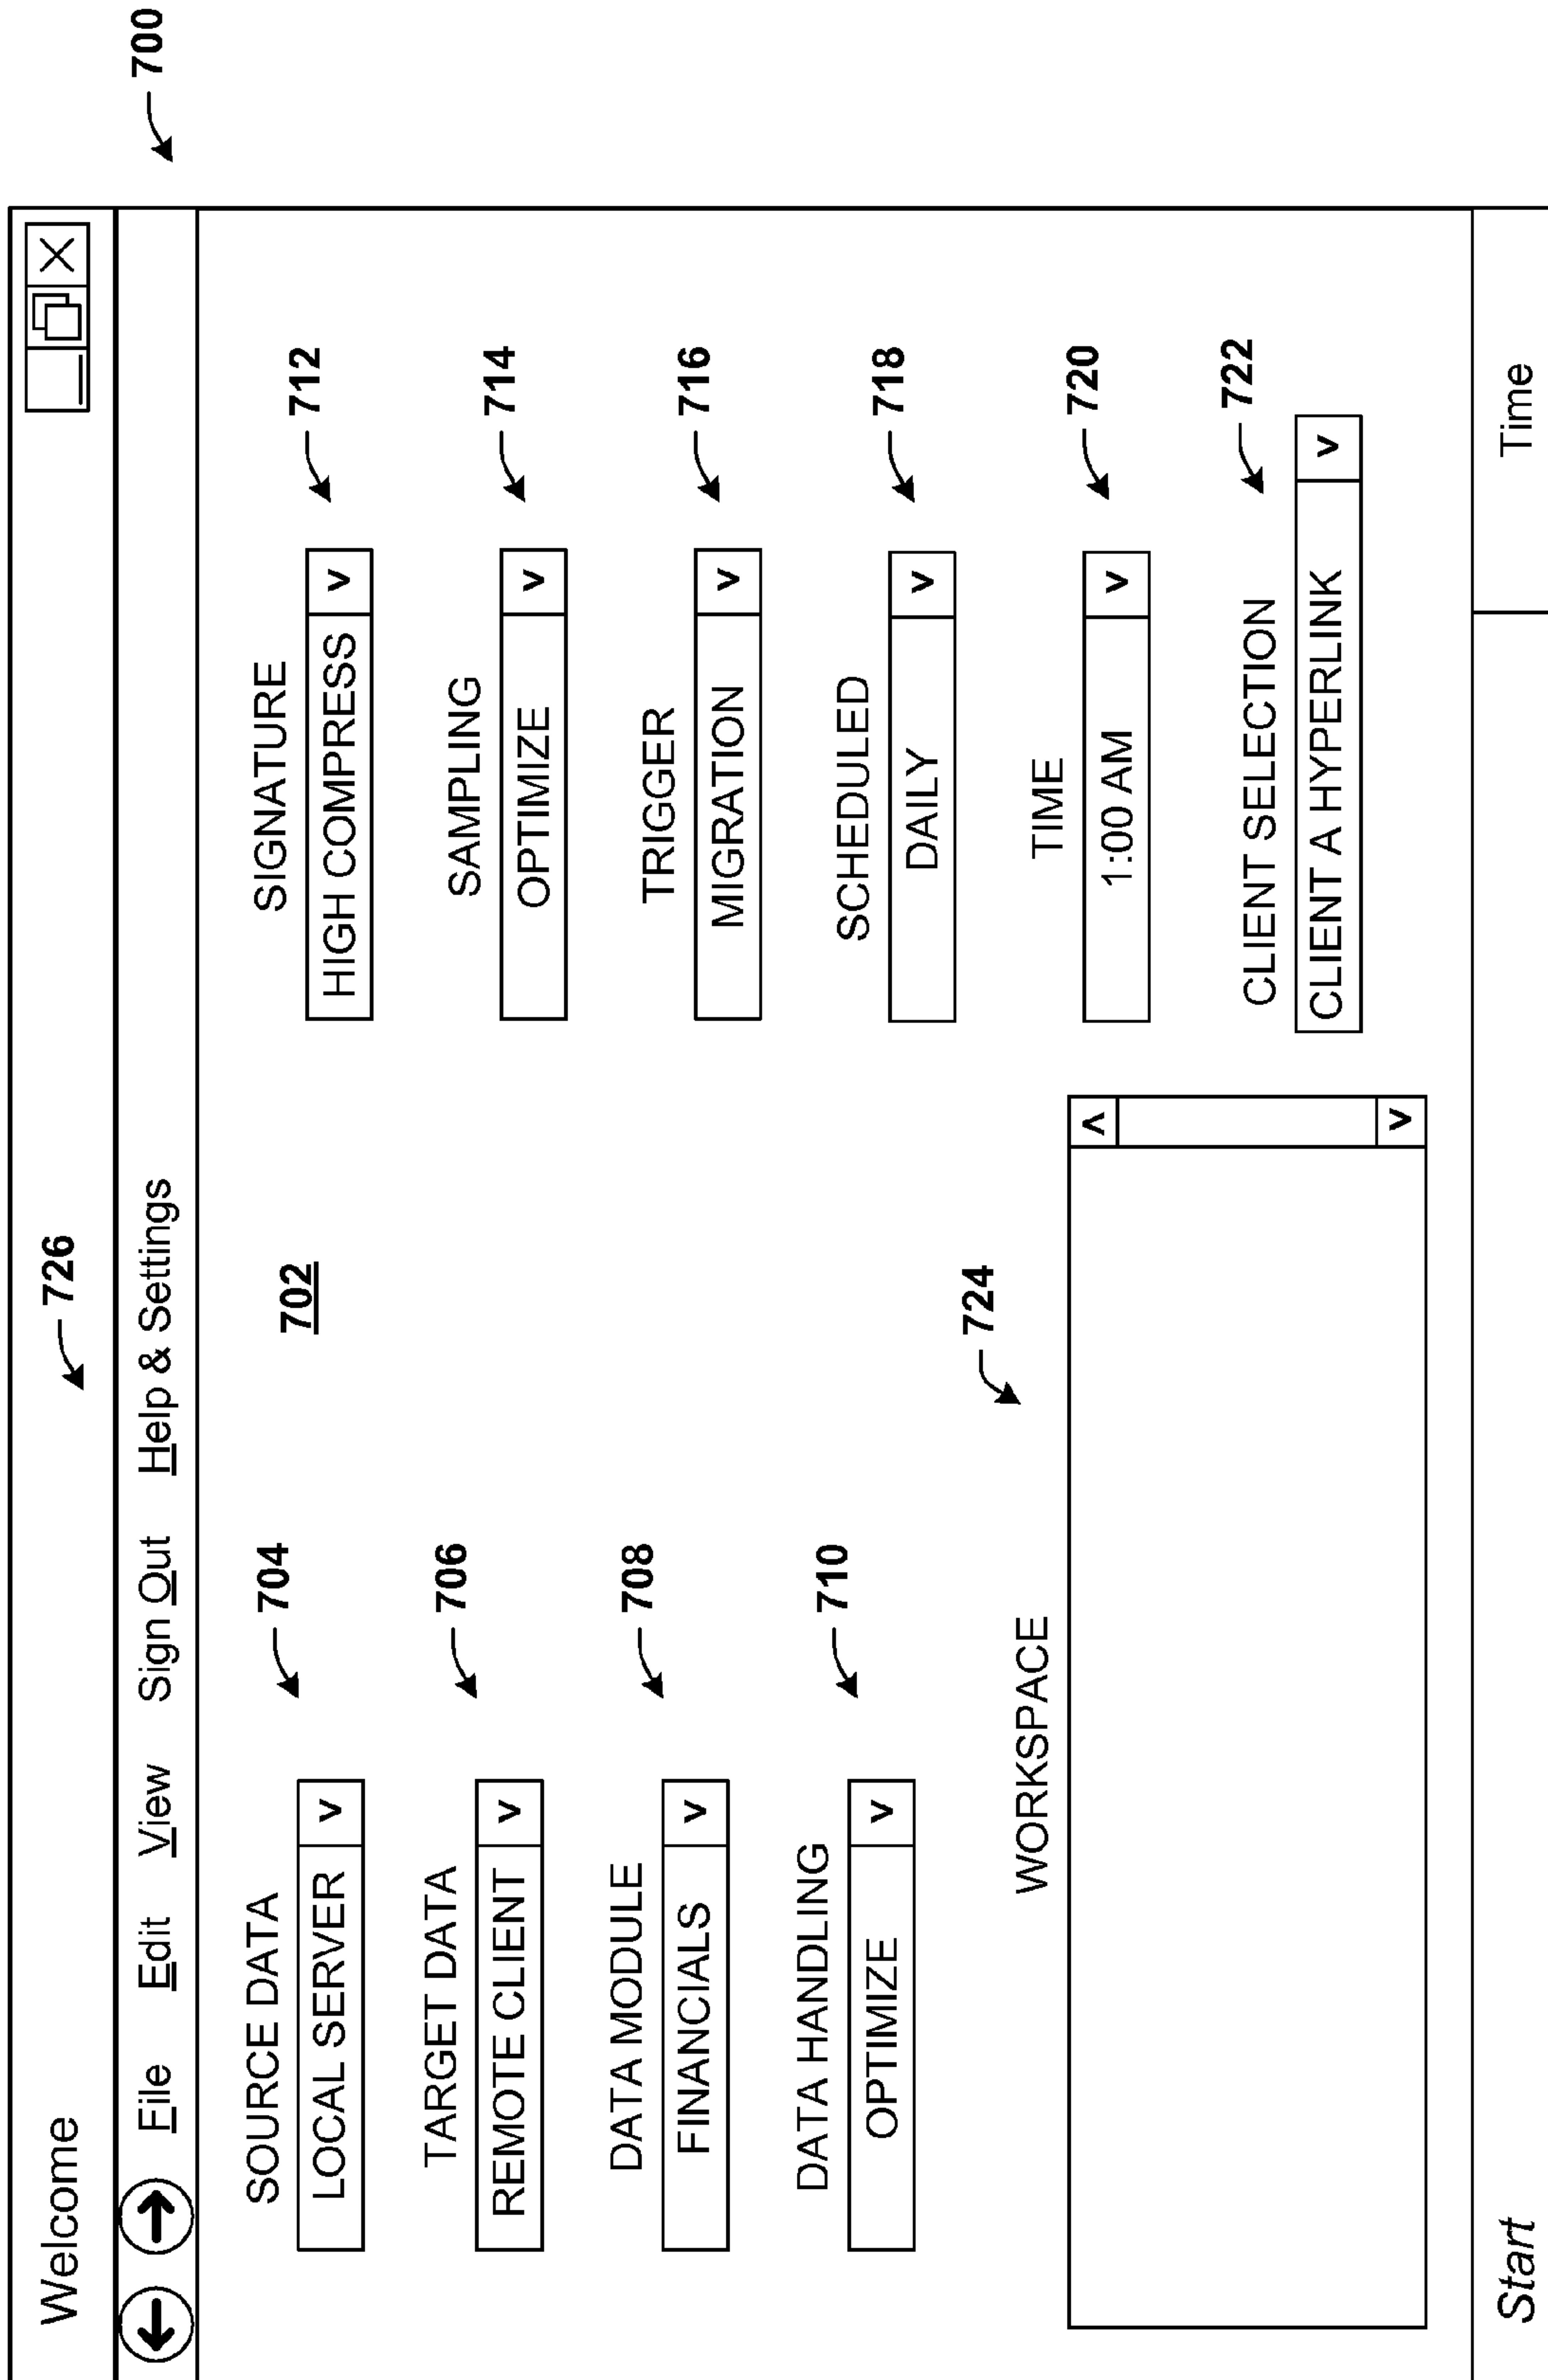 700
Welcome
726
File Edit View Sign Out Help & Settings
702
SOURCE DATA
704
LOCAL SERVER v
TARGET DATA
706
REMOTE CLIENT v
DATA MODULE
708
FINANCIALS v
DATA HANDLING
710
OPTIMIZE v
SIGNATURE
712
HIGH COMPRESS v
SAMPLING
714
OPTIMIZE v
TRIGGER
716
MIGRATION v
SCHEDULED
718
DAILY v
TIME
720
1:00 AM v
CLIENT SELECTION
722
CLIENT A HYPERLINK v
724
WORKSPACE
Start Time